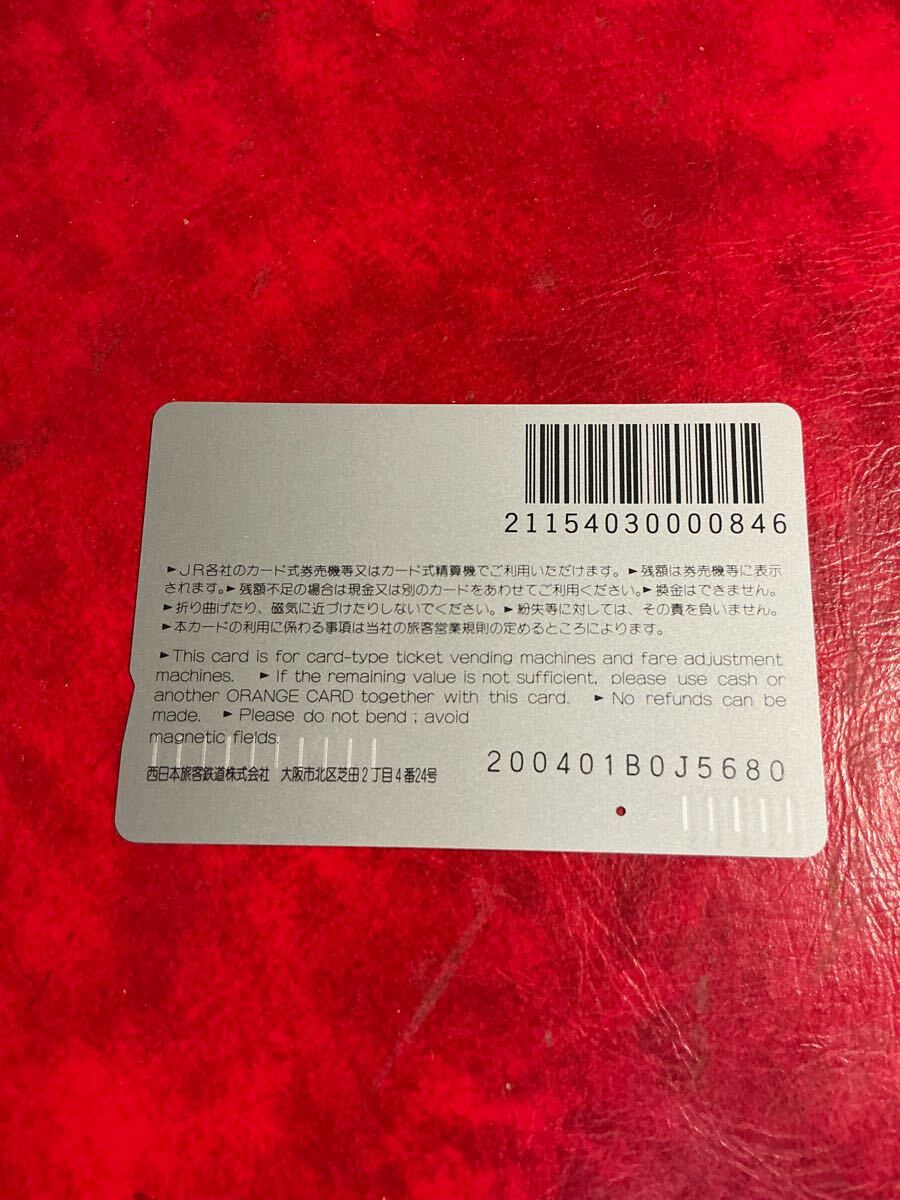 21154030000846
►JR各社のカード式券売機等又はカード式精算機でご利用いただけます。►残額は券売機等に表示
されます。►残額不足の場合は現金又は別のカードをあわせてご利用ください。►換金はできません。
►折り曲げたり、磁気に近づけたりしないでください。►紛失等に対しては、その責を負いません。
►本カードの利用に係わる事項は当社の旅客営業規則の定めるところによります。
►This card is for card-type ticket vending machines and fare adjustment
machines. ►If the remaining value is not sufficient, please use cash or
another ORANGE CARD together with this card. ►No refunds can be
made. ►Please do not bend ; avoid
magnetic fields.
西日本旅客鉄道株式会社 大阪市北区芝田2丁目4番24号
200401B0J5680